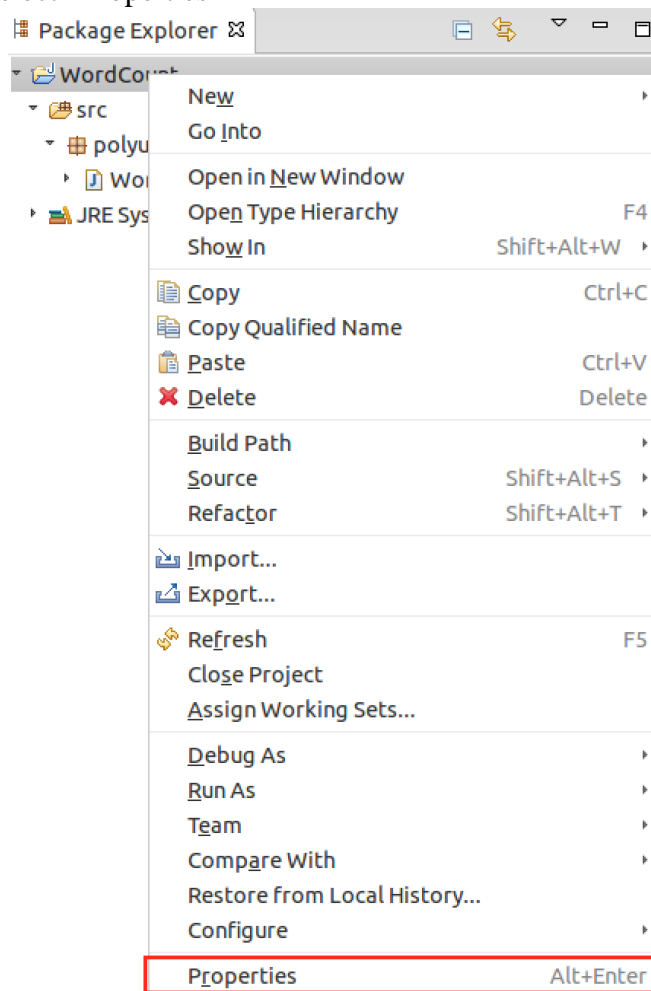 Package Explorer
WordCount
New
src
Go Into
polyu
Open in New Window
Wor
Open Type Hierarchy F4
JRE Sys
Show In Shift+Alt+W
Copy Ctrl+C
Copy Qualified Name
Paste Ctrl+V
Delete Delete
Build Path
Source Shift+Alt+S
Refactor Shift+Alt+T
Import...
Export...
Refresh F5
Close Project
Assign Working Sets...
Debug As
Run As
Team
Compare With
Restore from Local History...
Configure
Properties Alt+Enter